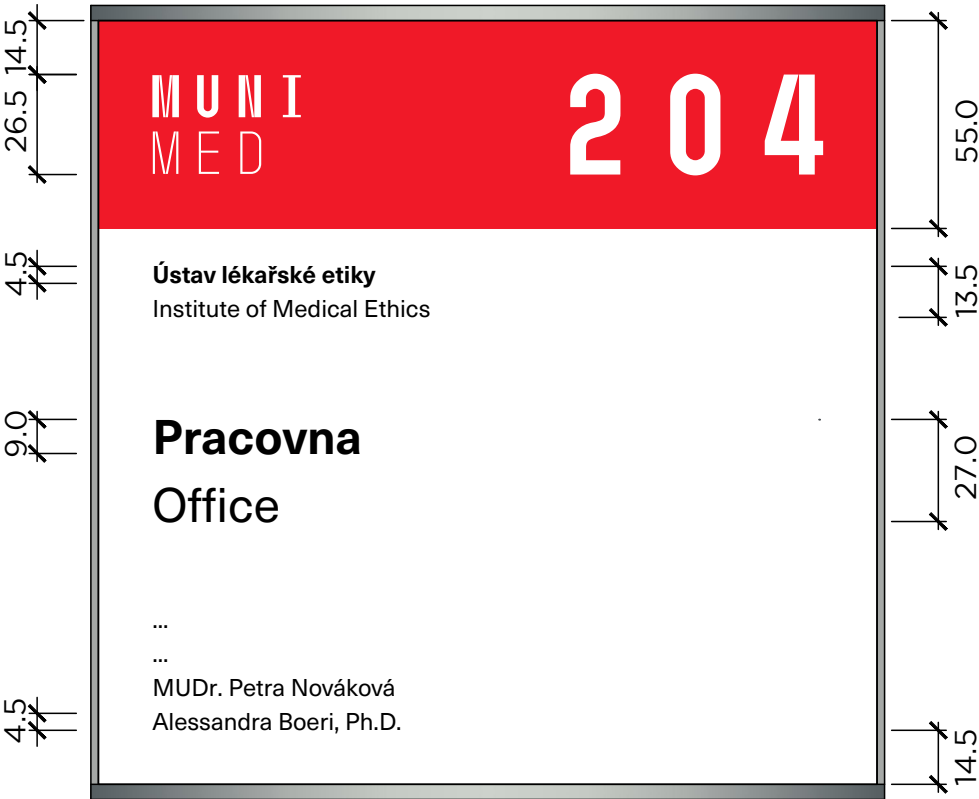 14.5
26.5
4.5
9.0
4.5
MUNI
MED
204
Ústav lékařské etiky
Institute of Medical Ethics
Pracovna
Office
...
...
MUDr. Petra Nováková
Alessandra Boeri, Ph.D.
55.0
13.5
27.0
14.5